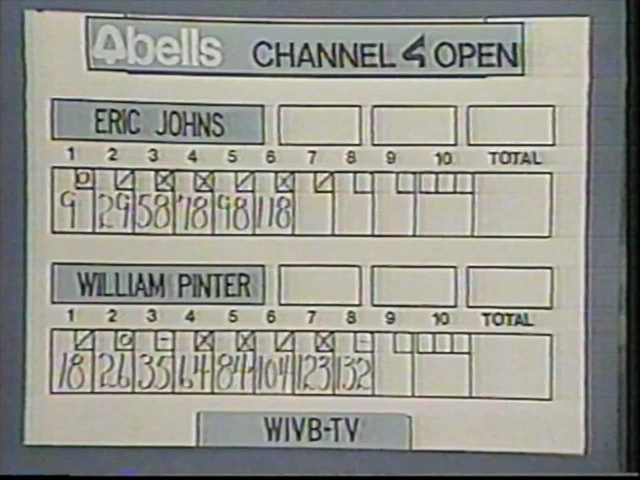 4bells CHANNEL 4 OPEN
ERIC JOHNS
1 2 3 4 5 6 7 8 9 10 TOTAL
9 29 58 78 98 118
WILLIAM PINTER
1 2 3 4 5 6 7 8 9 10 TOTAL
18 26 35 64 84 104 123 132
WIVB-TV